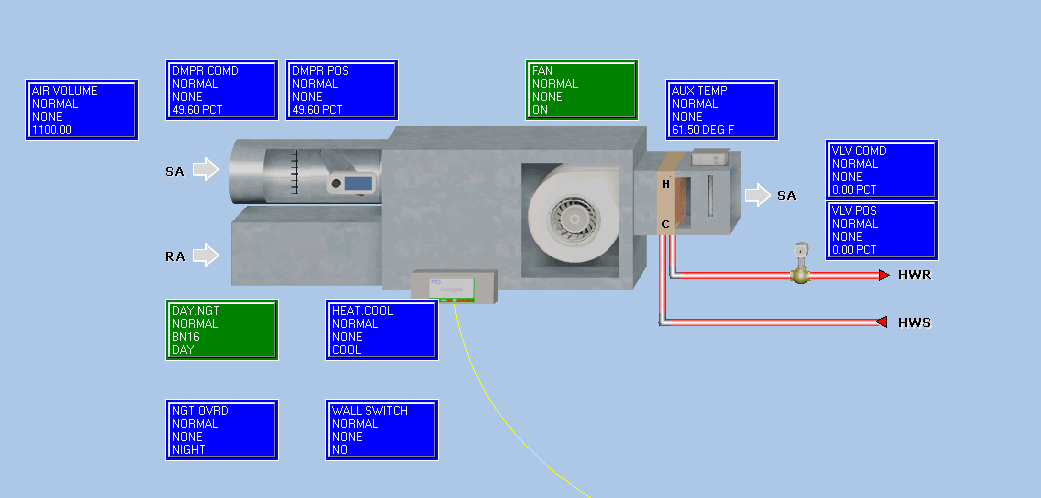 DMPR COMD
NORMAL
NONE
49.60 PCT
DMPR POS
NORMAL
NONE
49.60 PCT
FAN
NORMAL
NONE
ON
AIR VOLUME
NORMAL
NONE
1100.00
AUX TEMP
NORMAL
NONE
61.50 DEG F
VLV COMD
NORMAL
NONE
0.00 PCT
SA
H
C
SA
VLV POS
NORMAL
NONE
0.00 PCT
RA
HWR
HWS
DAY.NGT
NORMAL
BN16
DAY
HEAT.COOL
NORMAL
NONE
COOL
NGT OVRD
NORMAL
NONE
NIGHT
WALL SWITCH
NORMAL
NONE
NO